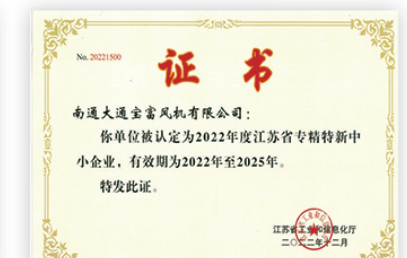 No. 20221500
证书
南通大通宝富风机有限公司：
你单位被认定为2022年度江苏省专精特新中
小企业，有效期为2022年至2025年。
特发此证。
江苏省工业和信息化厅
二〇二二年十二月